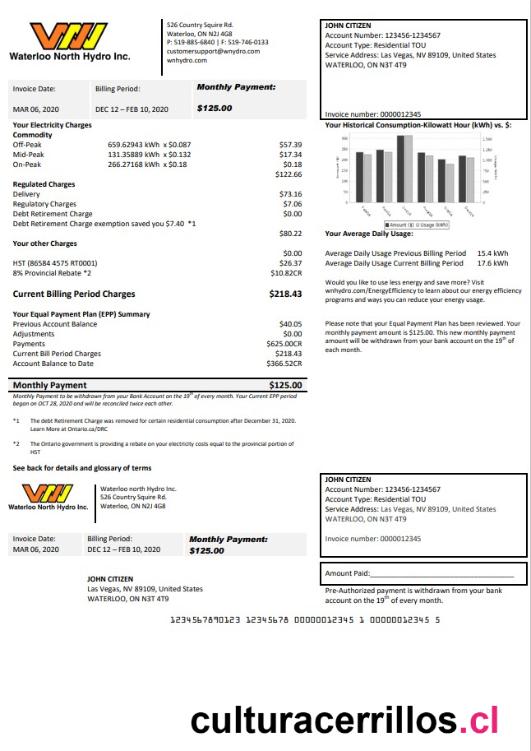 526 Country Squire Rd.
Waterloo, ON N2J 4G8
P: 519-885-6840 | F: 519-746-0133
customersupport@wnydro.com
wnhydro.com
Waterloo North Hydro Inc.
JOHN CITIZEN
Account Number: 123456-1234567
Account Type: Residential TOU
Service Address: Las Vegas, NV 89109, United States
WATERLOO, ON N3T 4T9
Invoice number: 0000012345
Invoice Date: Billing Period: Monthly Payment:
MAR 06, 2020 DEC 12 – FEB 10, 2020 $125.00
Your Electricity Charges
Commodity
Off-Peak 659.62943 kWh x $0.087 $57.39
Mid-Peak 131.35889 kWh x $0.132 $17.34
On-Peak 266.27168 kWh x $0.18 $0.18
$122.66
Regulated Charges
Delivery $73.16
Regulatory Charges $7.06
Debt Retirement Charge $0.00
Debt Retirement Charge exemption saved you $7.40 *1
$80.22
Your other Charges
$0.00
HST (86584 4575 RT0001) $26.37
8% Provincial Rebate *2 $10.82CR
Current Billing Period Charges $218.43
Your Equal Payment Plan (EPP) Summary
Previous Account Balance $40.05
Adjustments $0.00
Payments $625.00CR
Current Bill Period Charges $218.43
Account Balance to Date $366.52CR
Monthly Payment $125.00
Monthly Payment to be withdrawn from your Bank Account on the 19th of every month. Your Current EPP period
began on OCT 28, 2020 and will be reconciled twice each other.
*1 The debt Retirement Charge was removed for certain residential consumption after December 31, 2020.
Learn More at Ontario.ca/DRC
*2 The Ontario government is providing a rebate on your electricity costs equal to the provincial portion of
HST
See back for details and glossary of terms
Your Historical Consumption-Kilowatt Hour (kWh) vs. $:
Amount ($) Usage (kWh)
Your Average Daily Usage:
Average Daily Usage Previous Billing Period 15.4 kWh
Average Daily Usage Current Billing Period 17.6 kWh
Would you like to use less energy and save more? Visit
wnhydro.com/EnergyEfficiency to learn about our energy efficiency
programs and ways you can reduce your energy usage.
Please note that your Equal Payment Plan has been reviewed. Your
monthly payment amount is $125.00. This new monthly payment
amount will be withdrawn from your bank account on the 19th of
each month.
Waterloo north Hydro Inc.
526 Country Squire Rd.
Waterloo, ON N2J 4G8
Waterloo North Hydro Inc.
JOHN CITIZEN
Account Number: 123456-1234567
Account Type: Residential TOU
Service Address: Las Vegas, NV 89109, United States
WATERLOO, ON N3T 4T9
Invoice number: 0000012345
Invoice Date: Billing Period: Monthly Payment:
MAR 06, 2020 DEC 12 – FEB 10, 2020 $125.00
Amount Paid:
JOHN CITIZEN
Las Vegas, NV 89109, United States
WATERLOO, ON N3T 4T9
Pre-Authorized payment is withdrawn from your bank
account on the 19th of every month.
1234567890123 12345678 000000012345 1 00000012345 5
culturacerrillos.cl